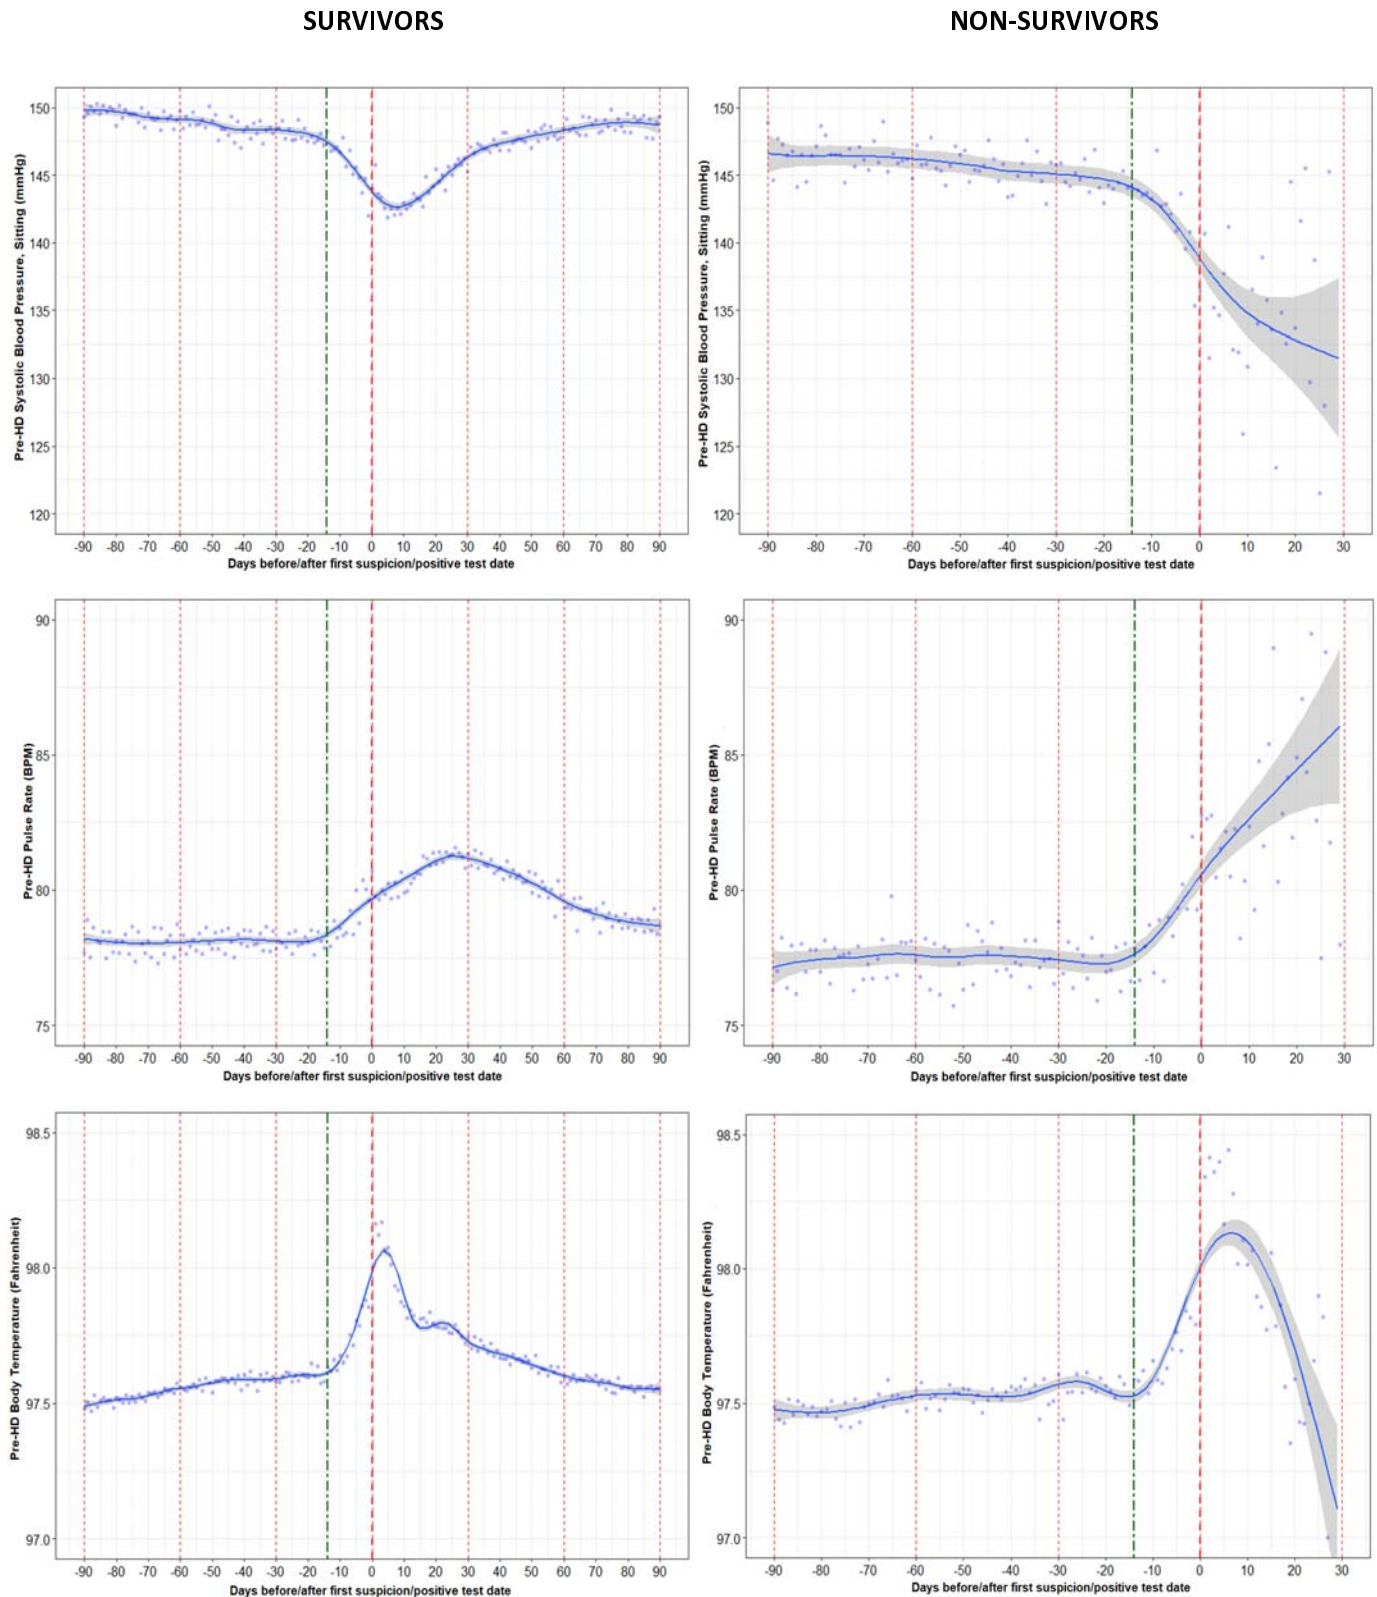 SURVIVORS NON-SURVIVORS
Pre-HD Systolic Blood Pressure, Sitting (mmHg)
150
145
140
135
130
125
120
-90 -80 -70 -60 -50 -40 -30 -20 -10 0 10 20 30 40 50 60 70 80 90
Days before/after first suspicion/positive test date
Pre-HD Systolic Blood Pressure, Sitting (mmHg)
150
145
140
135
130
125
120
-90 -80 -70 -60 -50 -40 -30 -20 -10 0 10 20 30
Days before/after first suspicion/positive test date
Pre-HD Pulse Rate (BPM)
90
85
80
75
-90 -80 -70 -60 -50 -40 -30 -20 -10 0 10 20 30 40 50 60 70 80 90
Days before/after first suspicion/positive test date
Pre-HD Pulse Rate (BPM)
90
85
80
75
-90 -80 -70 -60 -50 -40 -30 -20 -10 0 10 20 30
Days before/after first suspicion/positive test date
Pre-HD Body Temperature (Fahrenheit)
98.5
98.0
97.5
97.0
-90 -80 -70 -60 -50 -40 -30 -20 -10 0 10 20 30 40 50 60 70 80 90
Days before/after first suspicion/positive test date
Pre-HD Body Temperature (Fahrenheit)
98.5
98.0
97.5
97.0
-90 -80 -70 -60 -50 -40 -30 -20 -10 0 10 20 30
Days before/after first suspicion/positive test date